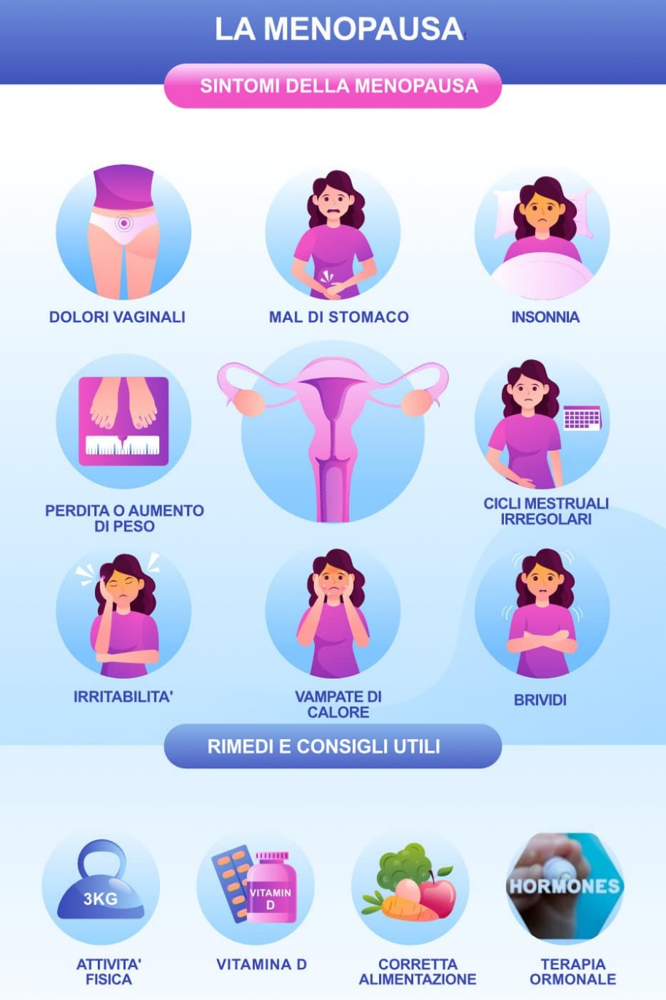 LA MENOPAUSA
SINTOMI DELLA MENOPAUSA
DOLORI VAGINALI
MAL DI STOMACO
INSONNIA
PERDITA O AUMENTO
DI PESO
CICLI MESTRUALI
IRREGOLARI
IRRITABILITA'
VAMPATE DI
CALORE
BRIVIDI
RIMEDI E CONSIGLI UTILI
3KG
VITAMIN
D
HORMONES
ATTIVITA'
FISICA
VITAMINA D
CORRETTA
ALIMENTAZIONE
TERAPIA
ORMONALE